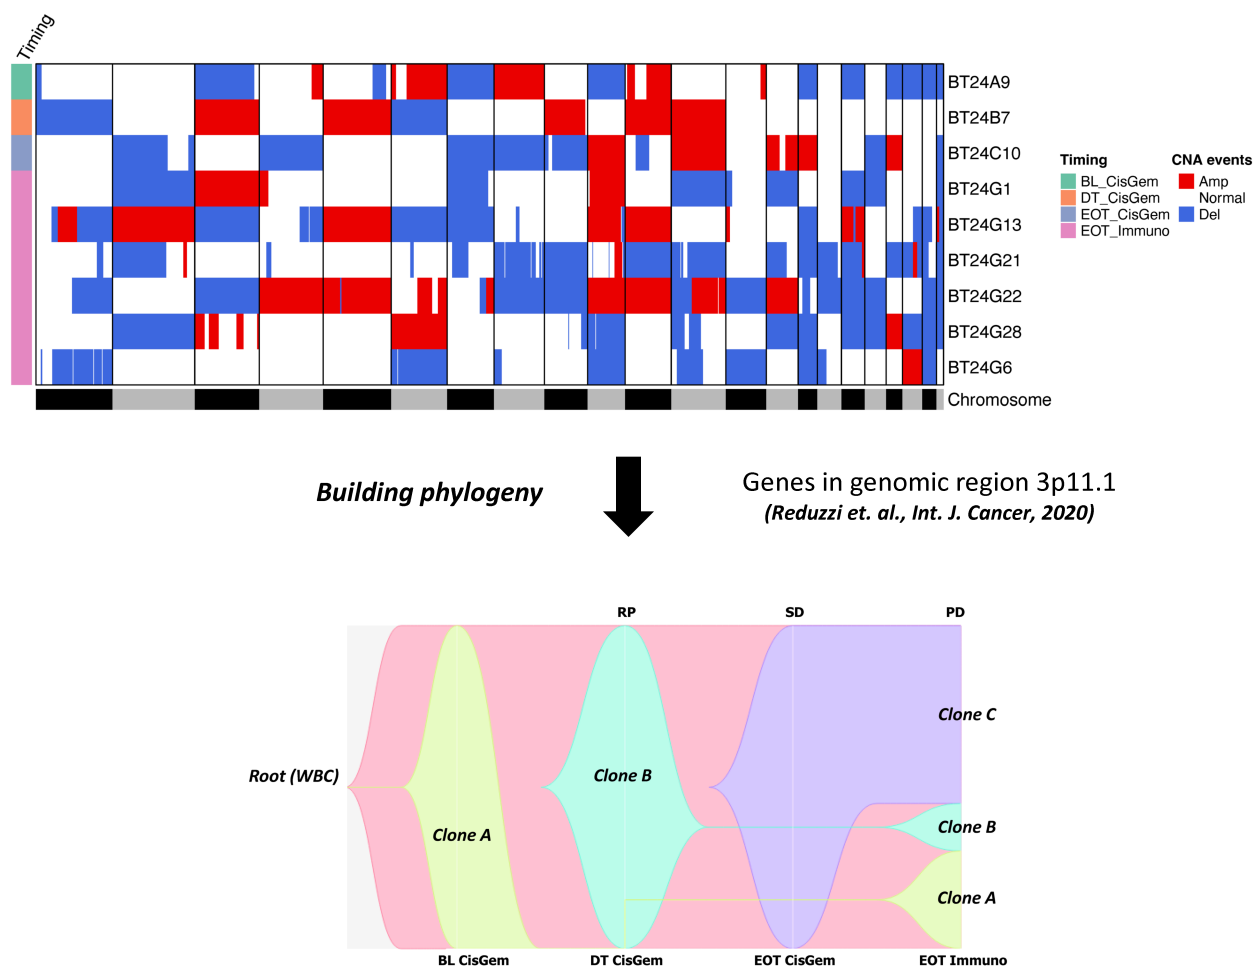 Timing
BT24A9
BT24B7
BT24C10
BT24G1
BT24G13
BT24G21
BT24G22
BT24G28
BT24G6
Chromosome
Timing
BL_CisGem
DT_CisGem
EOT_CisGem
EOT_Immuno
CNA events
Amp
Normal
Del
Building phylogeny
Genes in genomic region 3p11.1
(Reduzzi et. al., Int. J. Cancer, 2020)
RP
SD
PD
Root (WBC)
Clone A
Clone B
Clone C
Clone B
Clone A
BL CisGem
DT CisGem
EOT CisGem
EOT Immuno